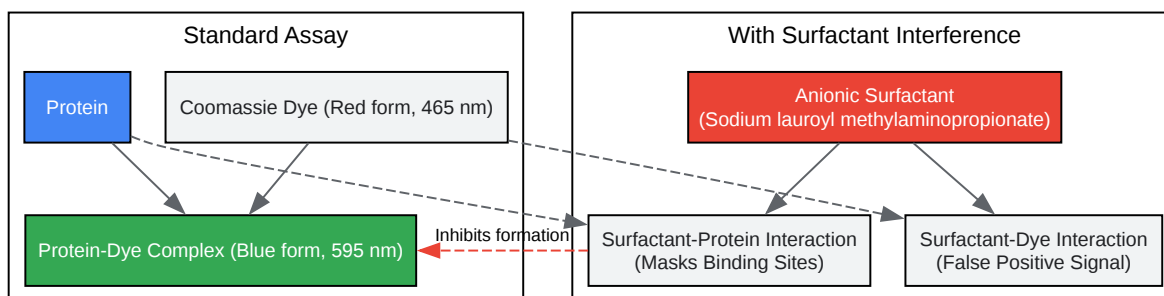 Standard Assay
With Surfactant Interference
Protein
Coomassie Dye (Red form, 465 nm)
Anionic Surfactant
(Sodium lauroyl methylaminopropionate)
Protein-Dye Complex (Blue form, 595 nm)
Inhibits formation
Surfactant-Protein Interaction
(Masks Binding Sites)
Surfactant-Dye Interaction
(False Positive Signal)